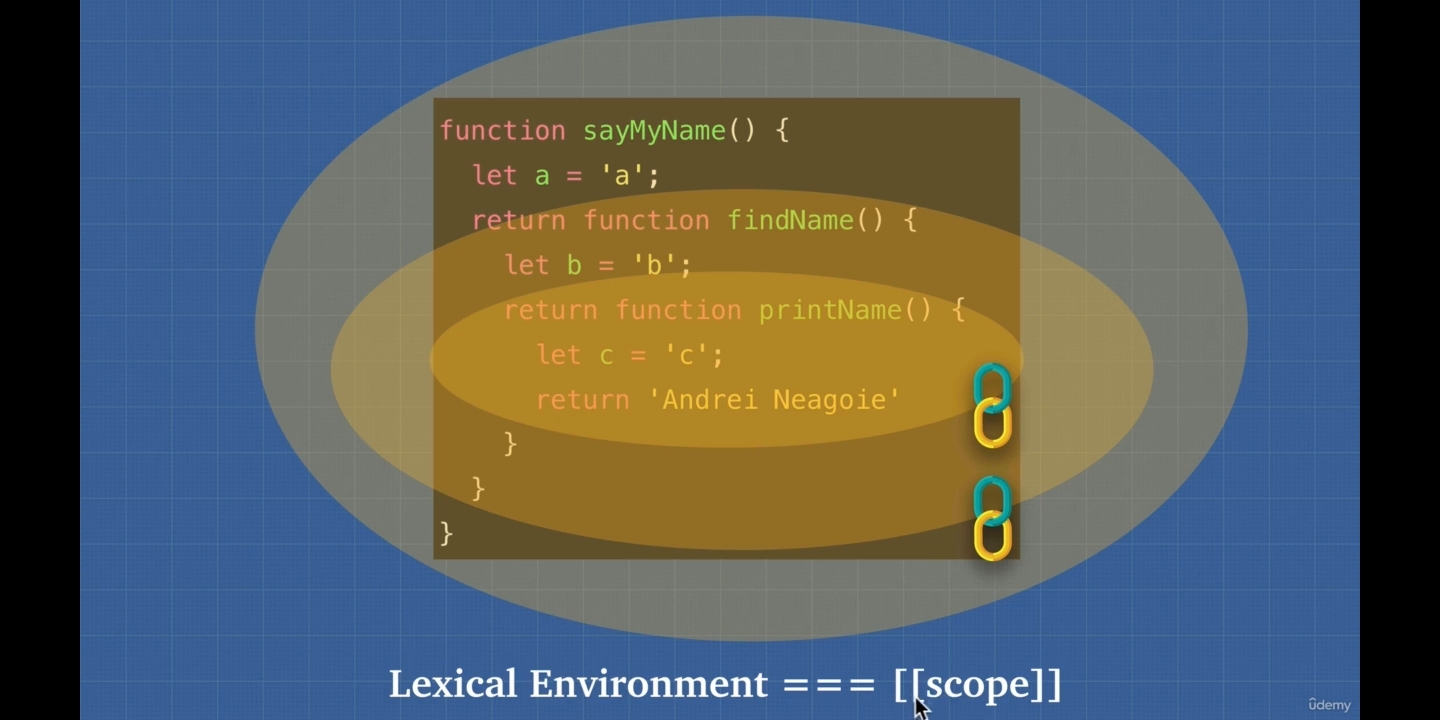 function sayMyName() {
  let a = 'a';
  return function findName() {
    let b = 'b';
    return function printName() {
      let c = 'c';
      return 'Andrei Neagoie'
    }
  }
}
Lexical Environment === [[scope]]
ûdemy